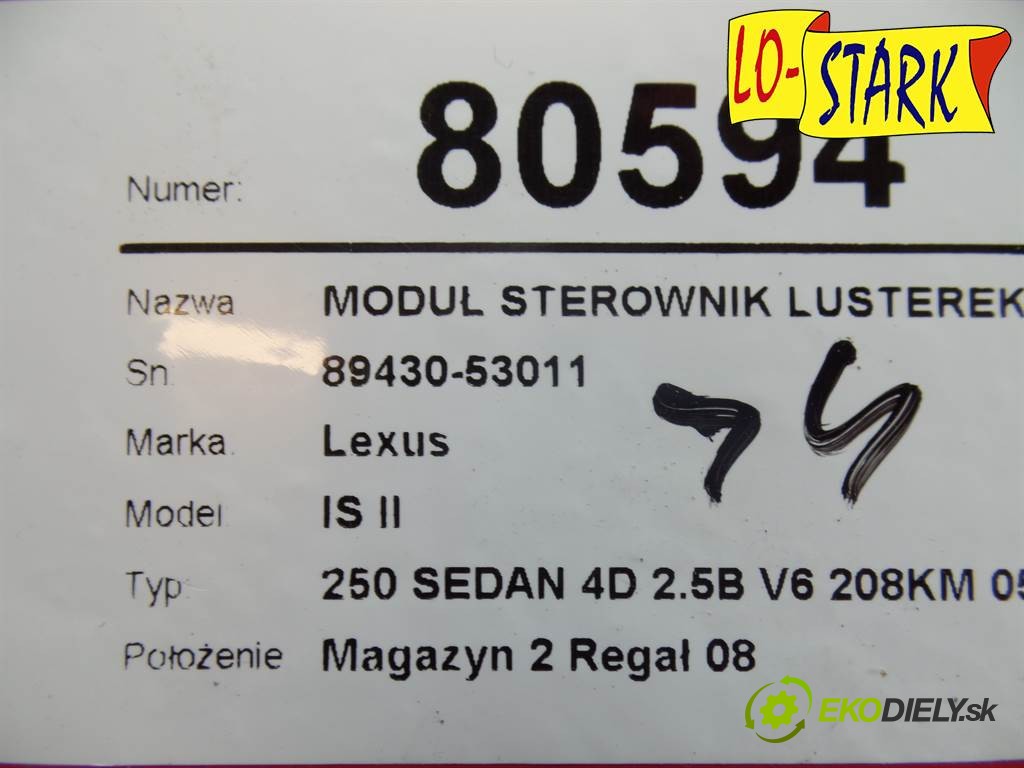 LO-STARK
Numer: 80594
Nazwa MODUŁ STEROWNIK LUSTEREK
Sn. 89430-53011
Marka. Lexus
Model IS II
Typ. 250 SEDAN 4D 2.5B V6 208KM 05
Położenie Magazyn 2 Regał 08
EKODIELY.sk